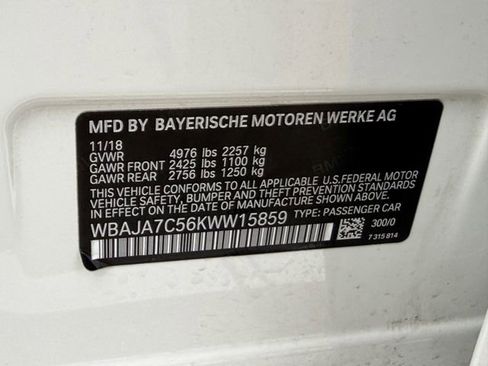 MFD BY BAYERISCHE MOTOREN WERKE AG
11/18
GVWR 4976 lbs 2257 kg
GAWR FRONT 2425 lbs 1100 kg
GAWR REAR 2756 lbs 1250 kg
THIS VEHICLE CONFORMS TO ALL APPLICABLE U.S. FEDERAL MOTOR
VEHICLE SAFETY, BUMPER, AND THEFT PREVENTION STANDARDS
IN EFFECT ON THE DATE OF MANUFACTURE SHOWN ABOVE.
WBAJA7C56KWW15859 TYPE: PASSENGER CAR
300/0
7 315 814